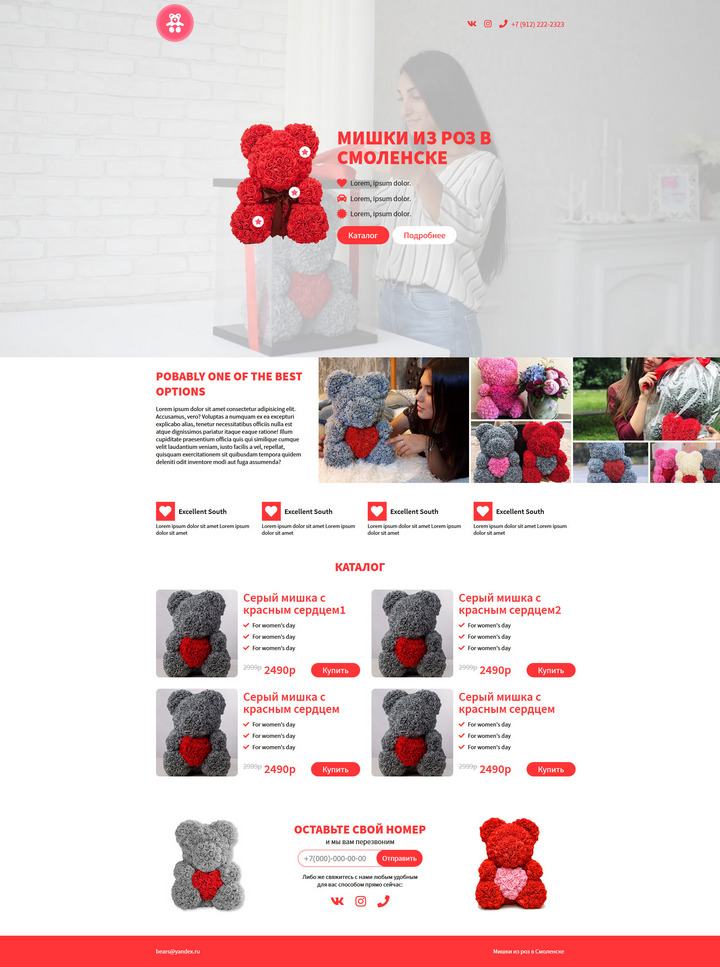 +7 (912) 222-2323
МИШКИ ИЗ РОЗ В
СМОЛЕНСКЕ
Lorem, ipsum dolor.
Lorem, ipsum dolor.
Lorem, ipsum dolor.
Каталог
Подробнее
POBABLY ONE OF THE BEST
OPTIONS
Lorem ipsum dolor sit amet consectetur adipisicing elit.
Accusamus, vero? Voluptas a numquam ex ea excepturi
explicabo alias, tenetur necessitatibus officiis nulla est
atque dignissimos pariatur itaque eaque ratione! Illum
cupiditate praesentium officia quis qui similique cumque
velit laudantium veniam, iusto facilis a vel, repellat,
quisquam exercitationem sit quibusdam tempora quidem
deleniti odit inventore modi aut fuga assumenda?
Excellent South
Lorem ipsum dolor sit amet Lorem ipsum
dolor sit amet
Excellent South
Lorem ipsum dolor sit amet Lorem ipsum
dolor sit amet
Excellent South
Lorem ipsum dolor sit amet Lorem ipsum
dolor sit amet
Excellent South
Lorem ipsum dolor sit amet Lorem ipsum
dolor sit amet
КАТАЛОГ
Серый мишка с
красным сердцем1
For women's day
For women's day
For women's day
2999р 2490р Купить
Серый мишка с
красным сердцем2
For women's day
For women's day
For women's day
2999р 2490р Купить
Серый мишка с
красным сердцем
For women's day
For women's day
For women's day
2999р 2490р Купить
Серый мишка с
красным сердцем
For women's day
For women's day
For women's day
2999р 2490р Купить
ОСТАВЬТЕ СВОЙ НОМЕР
и мы вам перезвоним
+7(000)-000-00-00
Отправить
Либо же свяжитесь с нами любым удобным
для вас способом прямо сейчас:
bears@yandex.ru
Мишки из роз в Смоленске